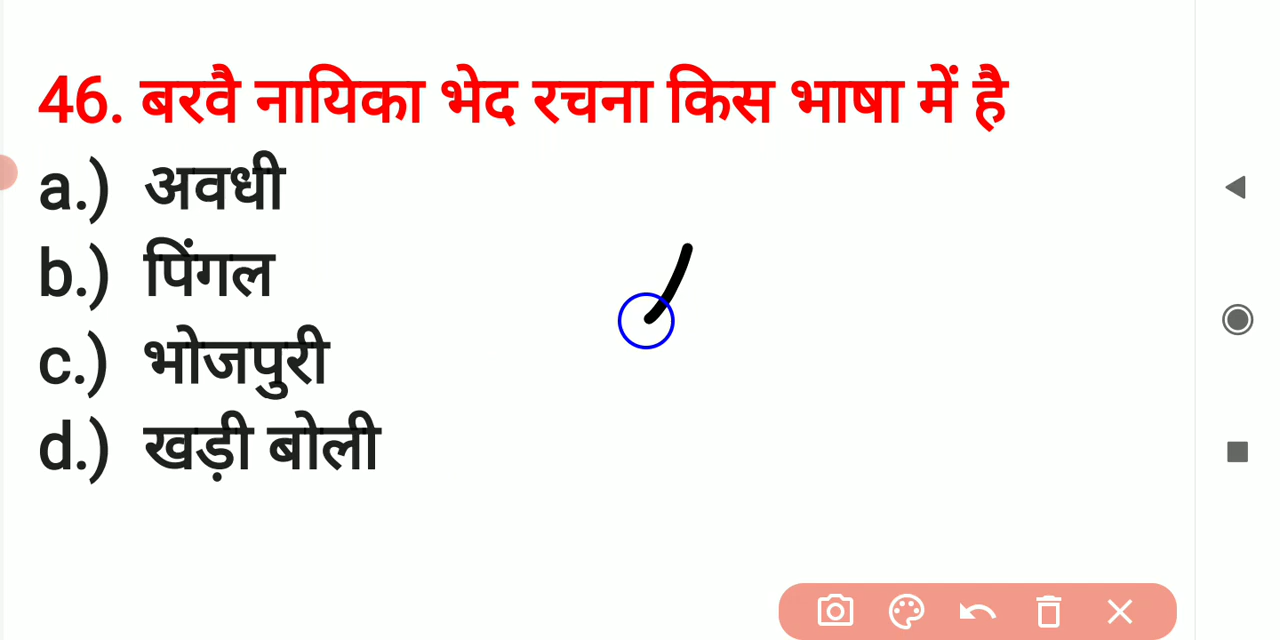 46. बरवै नायिका भेद रचना किस भाषा में है
a.) अवधी
b.) पिंगल
c.) भोजपुरी
d.) खड़ी बोली